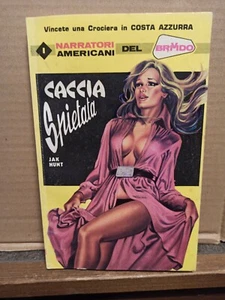 Vincete una Crociera in COSTA AZZURRA
1 NARRATORI AMERICANI DEL BRMDO
CACCIA
Spietata
JAK
HUNT